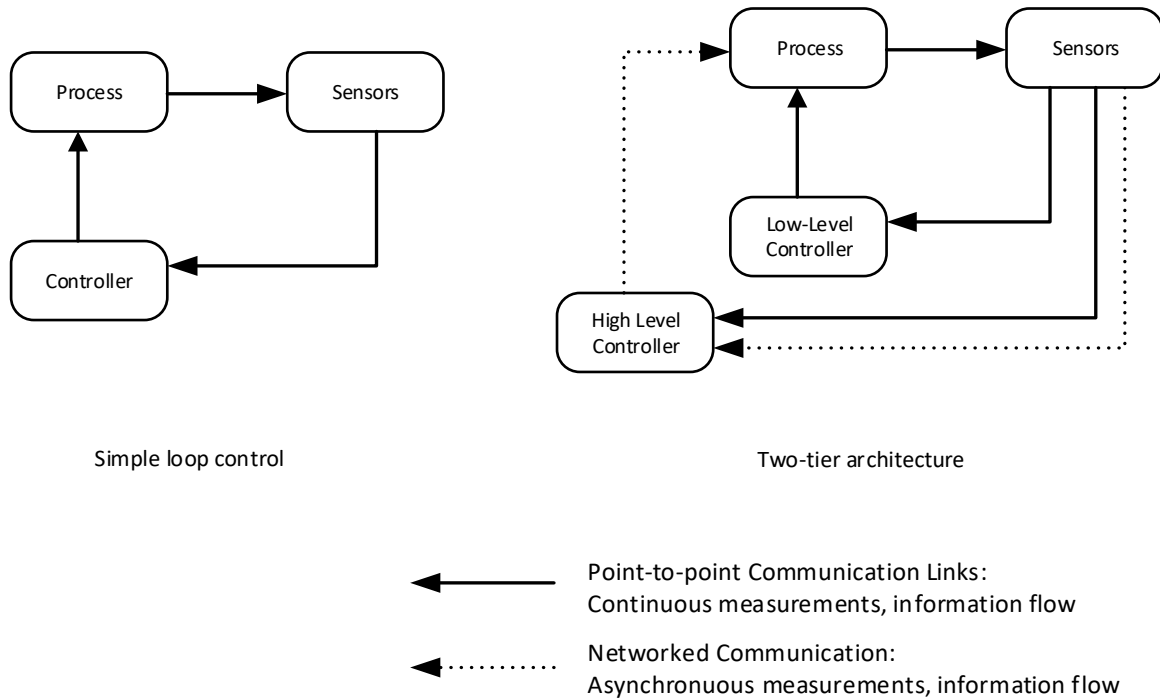 Process
Sensors
Controller
Simple loop control
Process
Sensors
Low-Level
Controller
High Level
Controller
Two-tier architecture
Point-to-point Communication Links:
Continuous measurements, information flow
Networked Communication:
Asynchronuous measurements, information flow